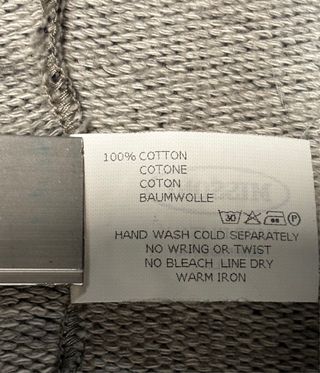 100% COTTON
COTONE
COTON
BAUMWOLLE
30 P
HAND WASH COLD SEPARATELY
NO WRING OR TWIST
NO BLEACH LINE DRY
WARM IRON